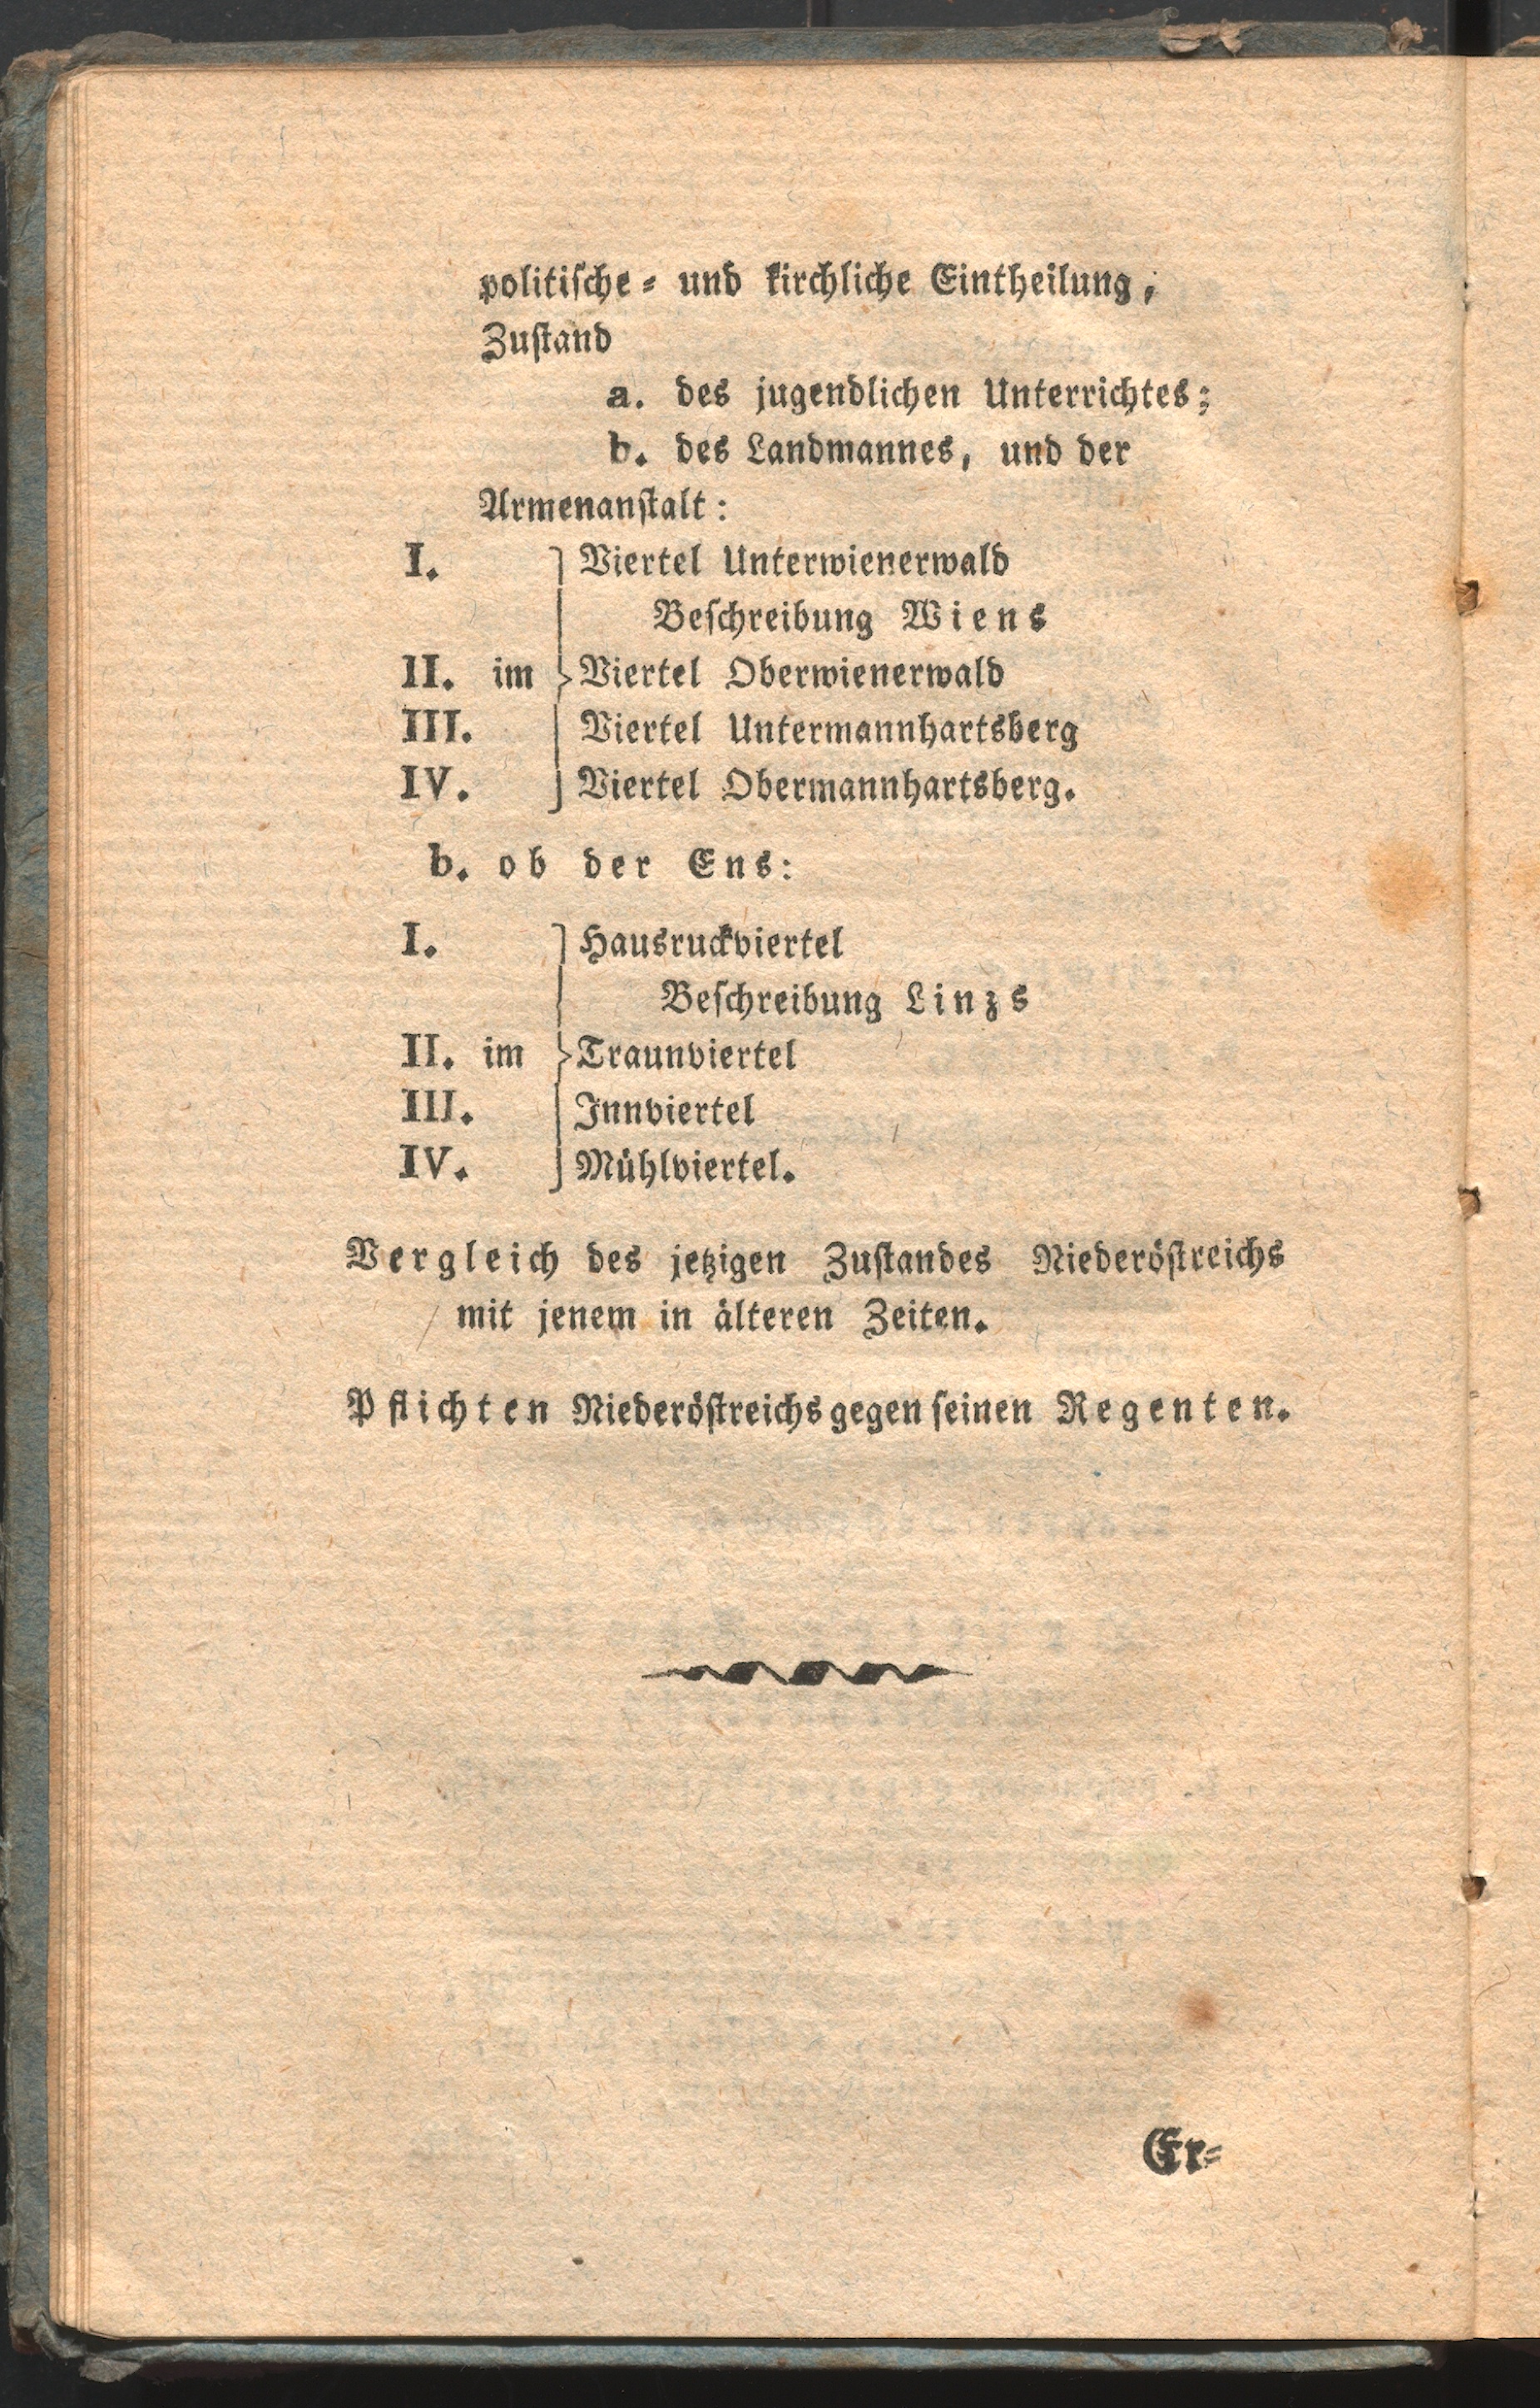 politische- und kirchliche Eintheilung,
Zustand
a. des jugendlichen Unterrichtes;
b. des Landmannes, und der
Armenanstalt:
I. Viertel Unterwienerwald
Beschreibung Wiens
II. im Viertel Oberwienerwald
III. Viertel Untermannhartsberg
IV. Viertel Obermannhartsberg.
b. ob der Ens:
I. Hausruckviertel
Beschreibung Linzs
II. im Traunviertel
III. Innviertel
IV. Mühlviertel.
Vergleich des jetzigen Zustandes Niederöstreichs
mit jenem in älteren Zeiten.
Pflichten Niederöstreichs gegen seinen Regenten.
Er-